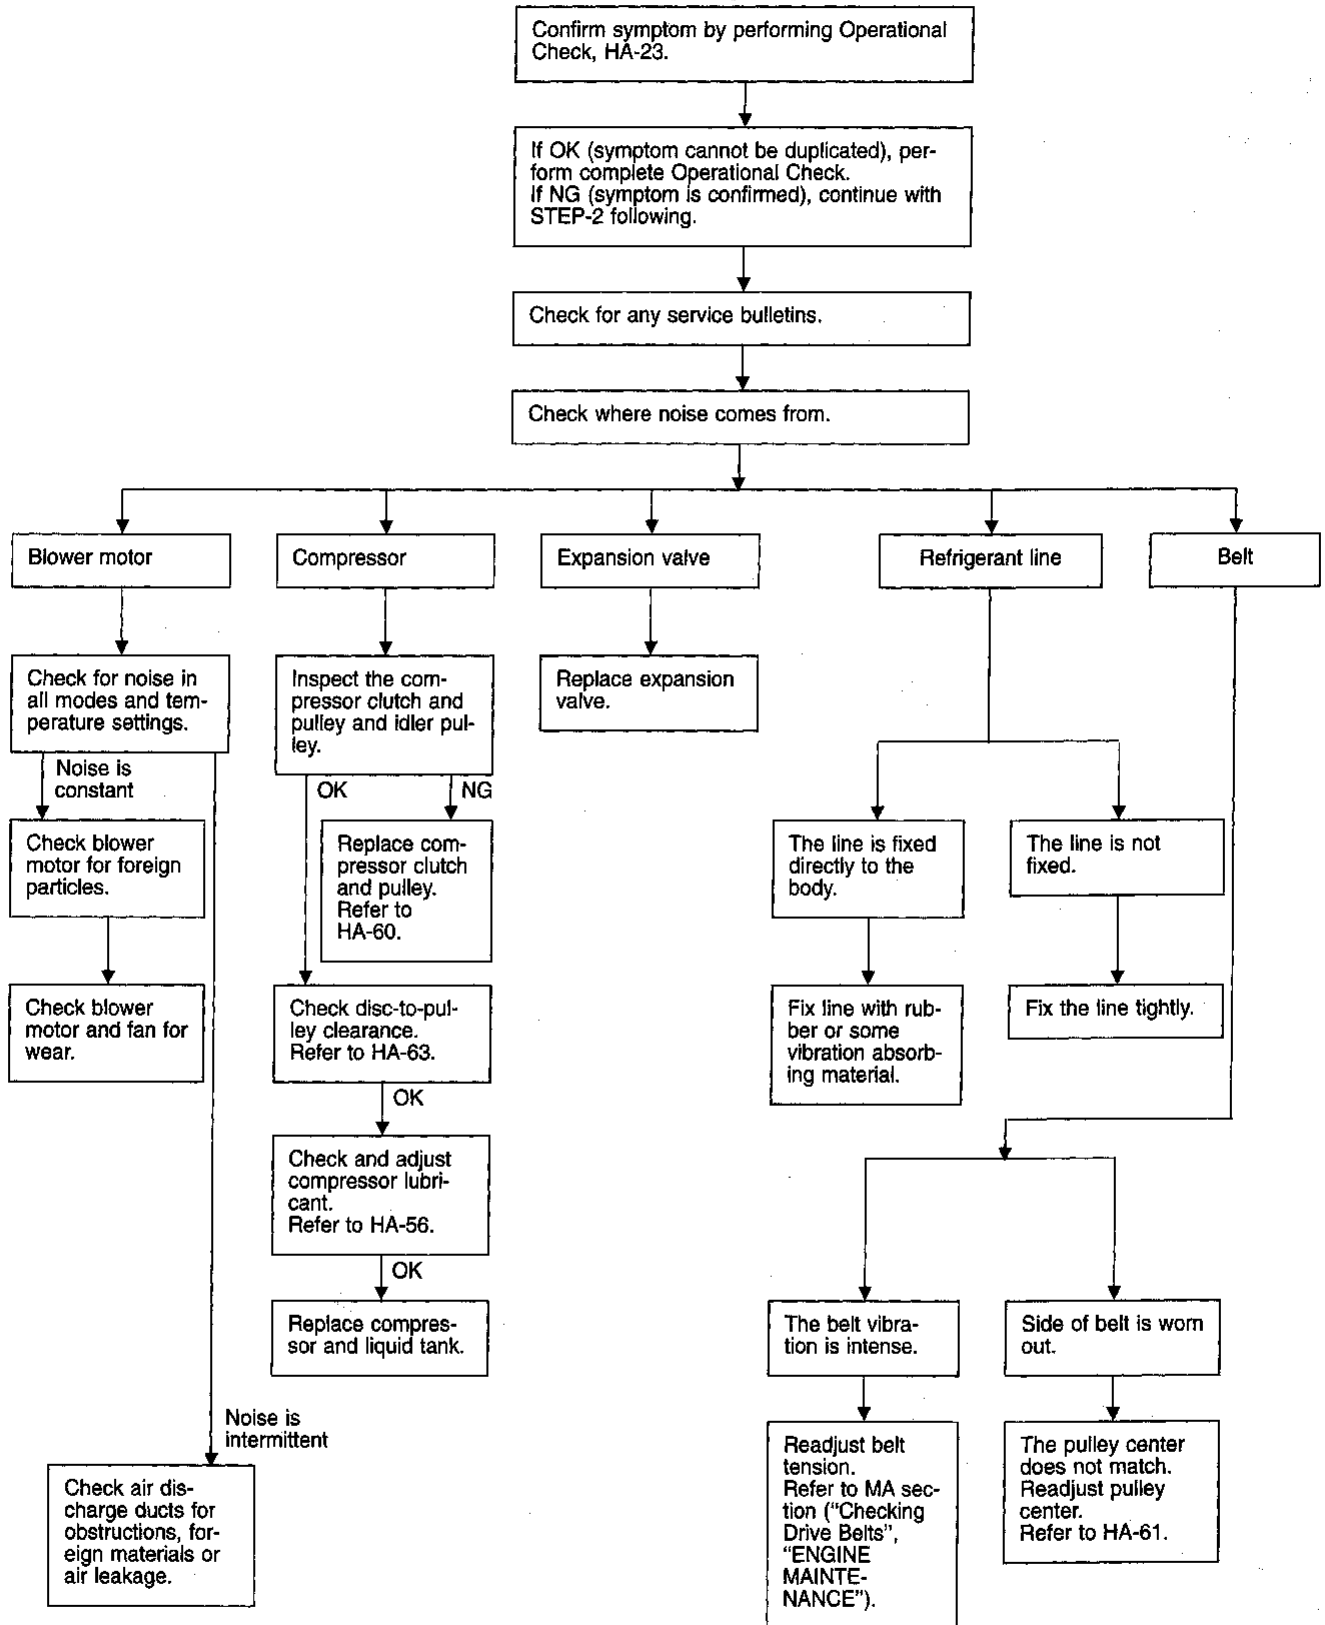 Confirm symptom by performing Operational
Check, HA-23.
If OK (symptom cannot be duplicated), per-
form complete Operational Check.
If NG (symptom is confirmed), continue with
STEP-2 following.
Check for any service bulletins.
Check where noise comes from.
Blower motor
Compressor
Expansion valve
Refrigerant line
Belt
Check for noise in
all modes and tem-
perature settings.
Inspect the com-
pressor clutch and
pulley and idler pul-
ley.
Replace expansion
valve.
Noise is
constant
OK
NG
Check blower
motor for foreign
particles.
Replace com-
pressor clutch
and pulley.
Refer to
HA-60.
The line is fixed
directly to the
body.
The line is not
fixed.
Check blower
motor and fan for
wear.
Check disc-to-pul-
ley clearance.
Refer to HA-63.
Fix line with rub-
ber or some
vibration absorb-
ing material.
Fix the line tightly.
OK
Check and adjust
compressor lubri-
cant.
Refer to HA-56.
OK
Replace compres-
sor and liquid tank.
The belt vibra-
tion is intense.
Side of belt is worn
out.
Noise is
intermittent
Check air dis-
charge ducts for
obstructions, for-
eign materials or
air leakage.
Readjust belt
tension.
Refer to MA sec-
tion (“Checking
Drive Belts”,
“ENGINE
MAINTE-
NANCE”).
The pulley center
does not match.
Readjust pulley
center.
Refer to HA-61.